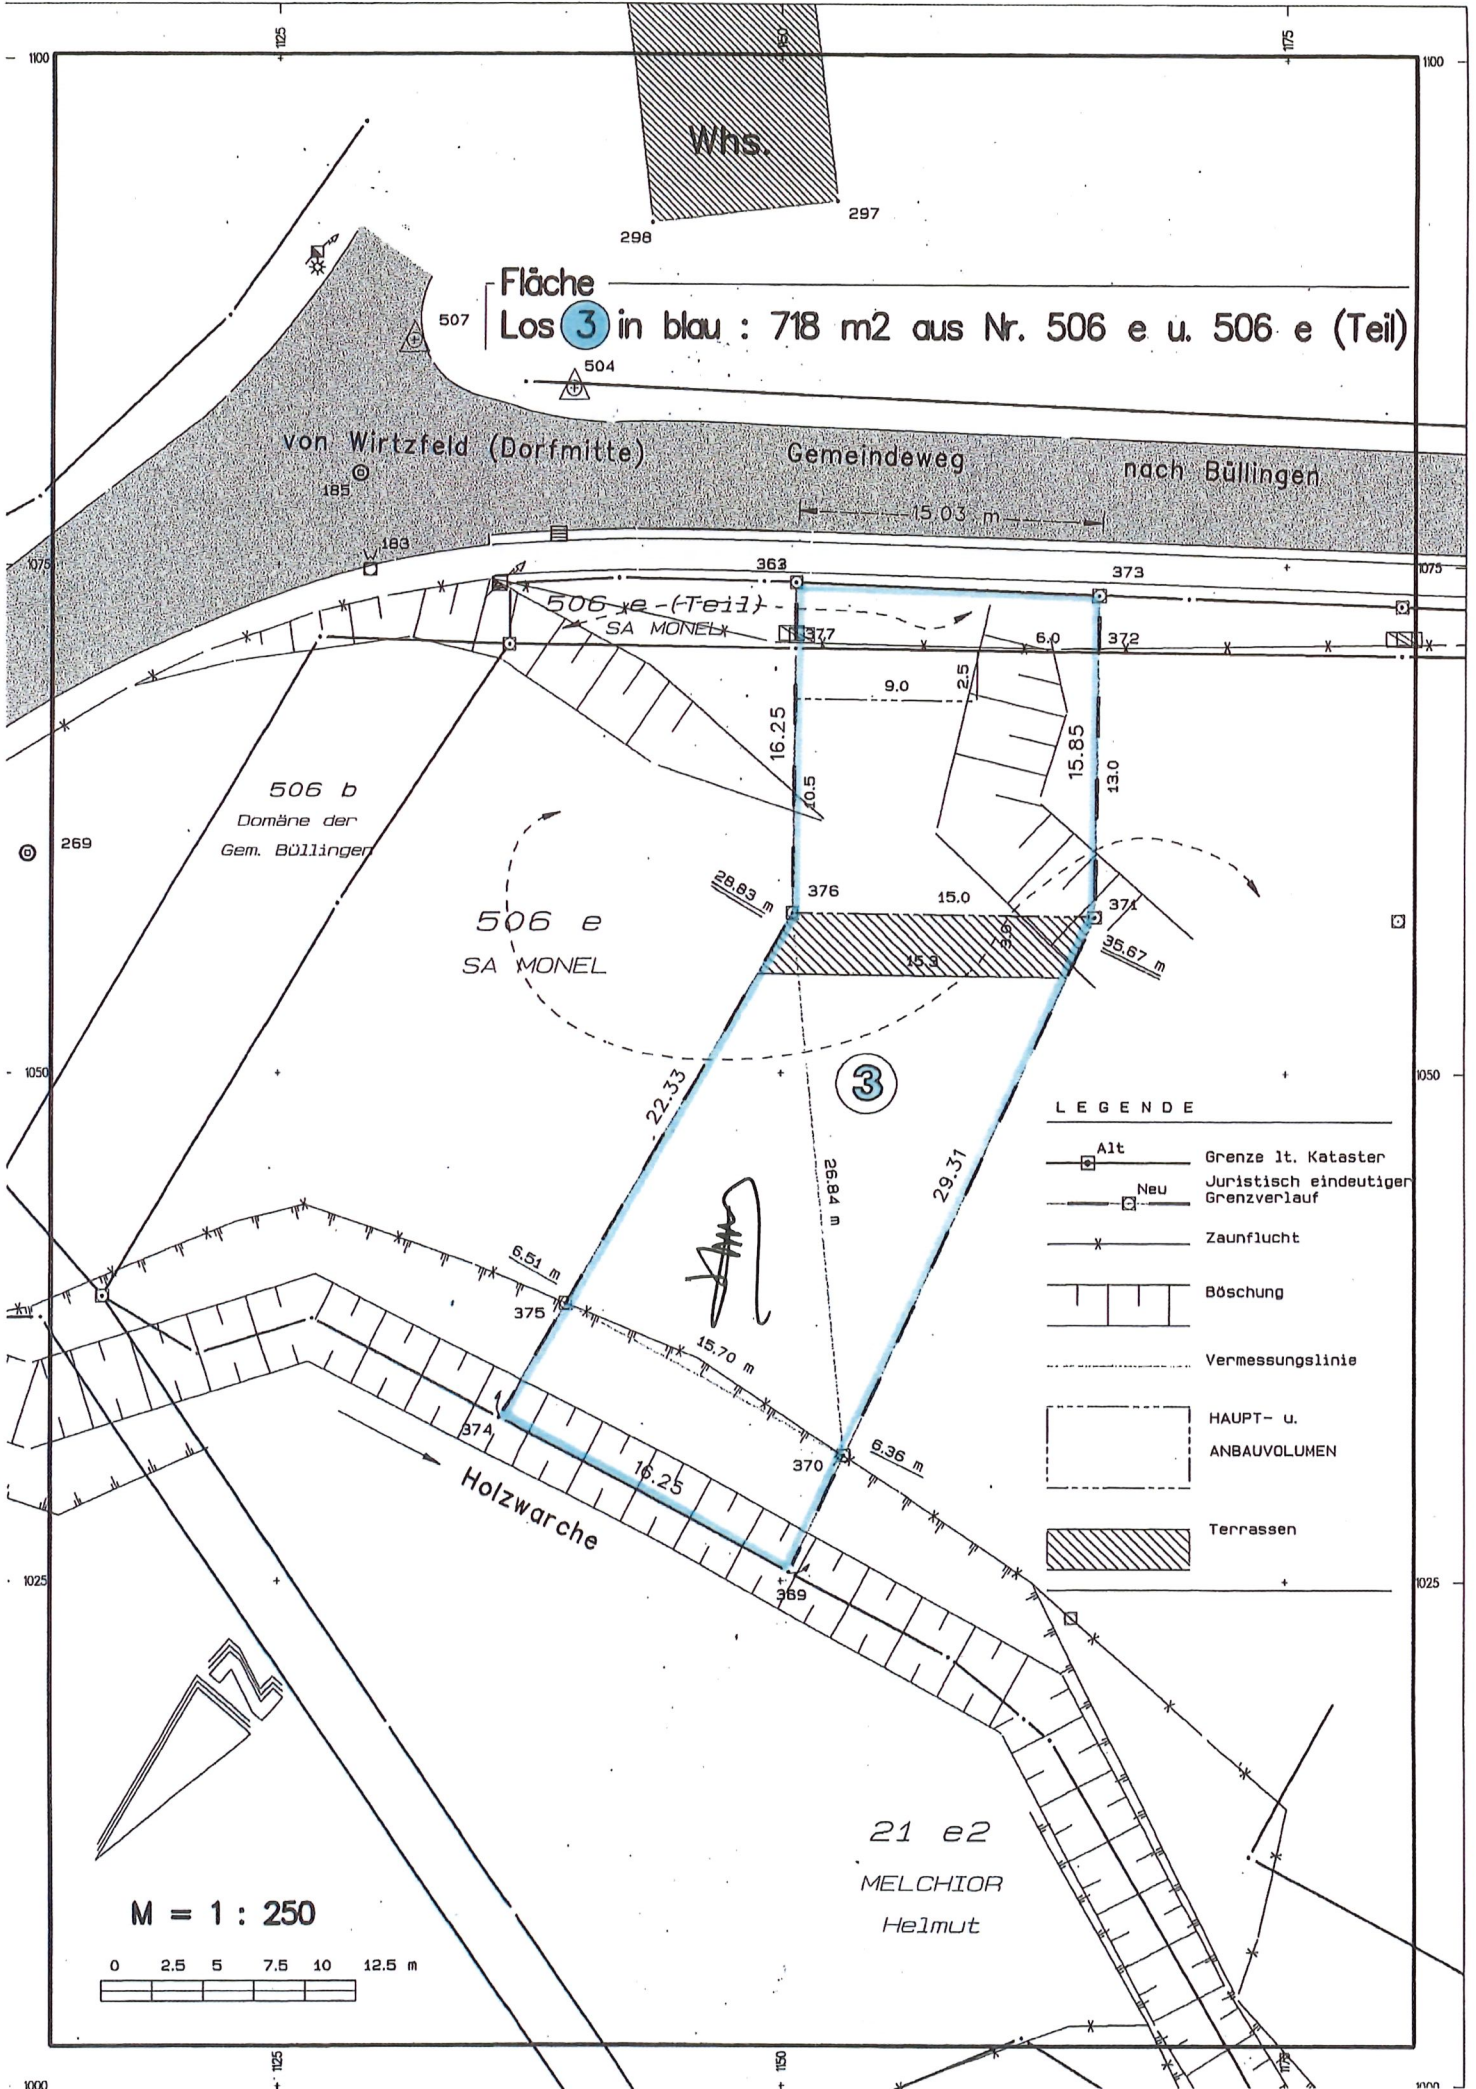 1125
1150
1175
1100
1100
Whs.
298
297
Fläche
Los 3 in blau : 718 m2 aus Nr. 506 e u. 506 e (Teil)
507
504
von Wirtzfeld (Dorfmitte)
Gemeindeweg
nach Büllingen
185
15.03 m
183
1075
363
373
1075
506 e (Teil)
SA MONEL
377
6.0
372
9.0
2.5
16.25
15.85
10.5
13.0
506 b
Domäne der
Gem. Büllingen
269
28.83 m
376
15.0
371
506 e
SA MONEL
3.0
15.3
35.67 m
1050
3
1050
22.33
26.84 m
29.31
LEGENDE
Alt
Grenze lt. Kataster
Neu
Juristisch eindeutiger
Grenzverlauf
Zaunflucht
Böschung
Vermessungslinie
HAUPT- u.
ANBAUVOLUMEN
Terrassen
6.51 m
375
15.70 m
374
370
6.36 m
16.25
Holzwarche
1025
369
1025
N
21 e2
MELCHIOR
Helmut
M = 1 : 250
0 2.5 5 7.5 10 12.5 m
1125
1150
1175
1000
1000